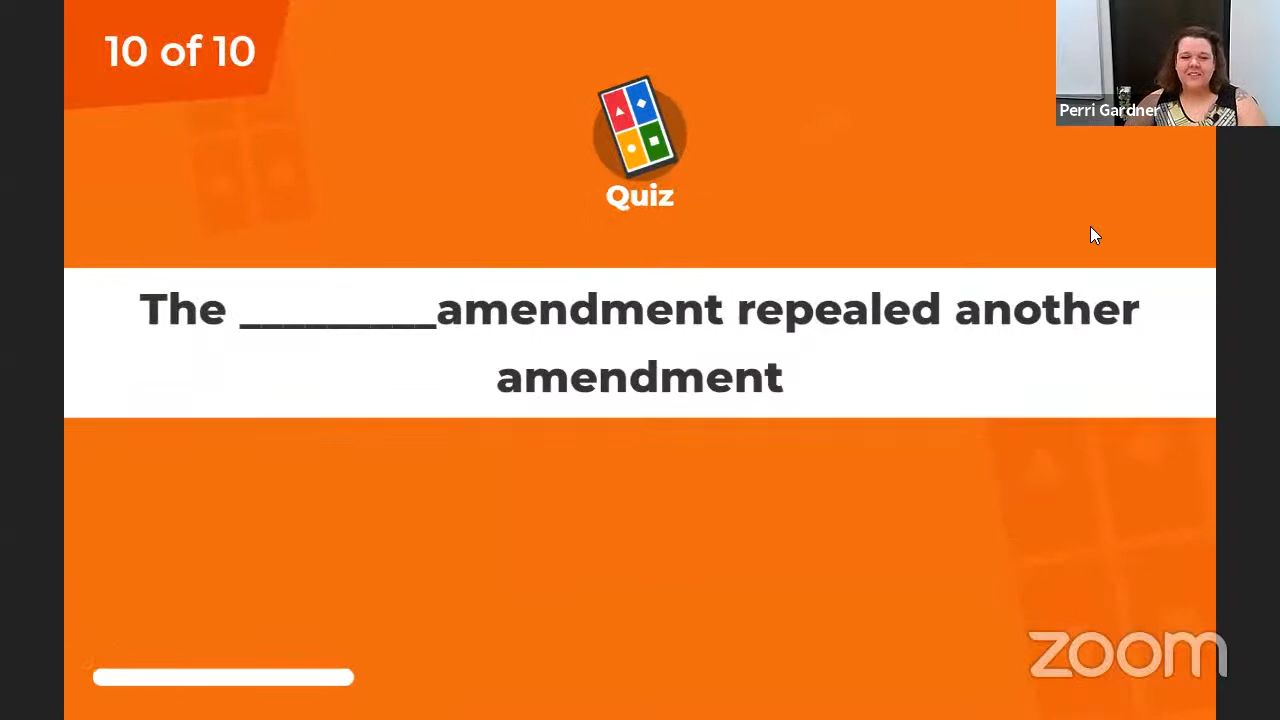 10 of 10
Perri Gardner
Quiz
The _________amendment repealed another
amendment
zoom